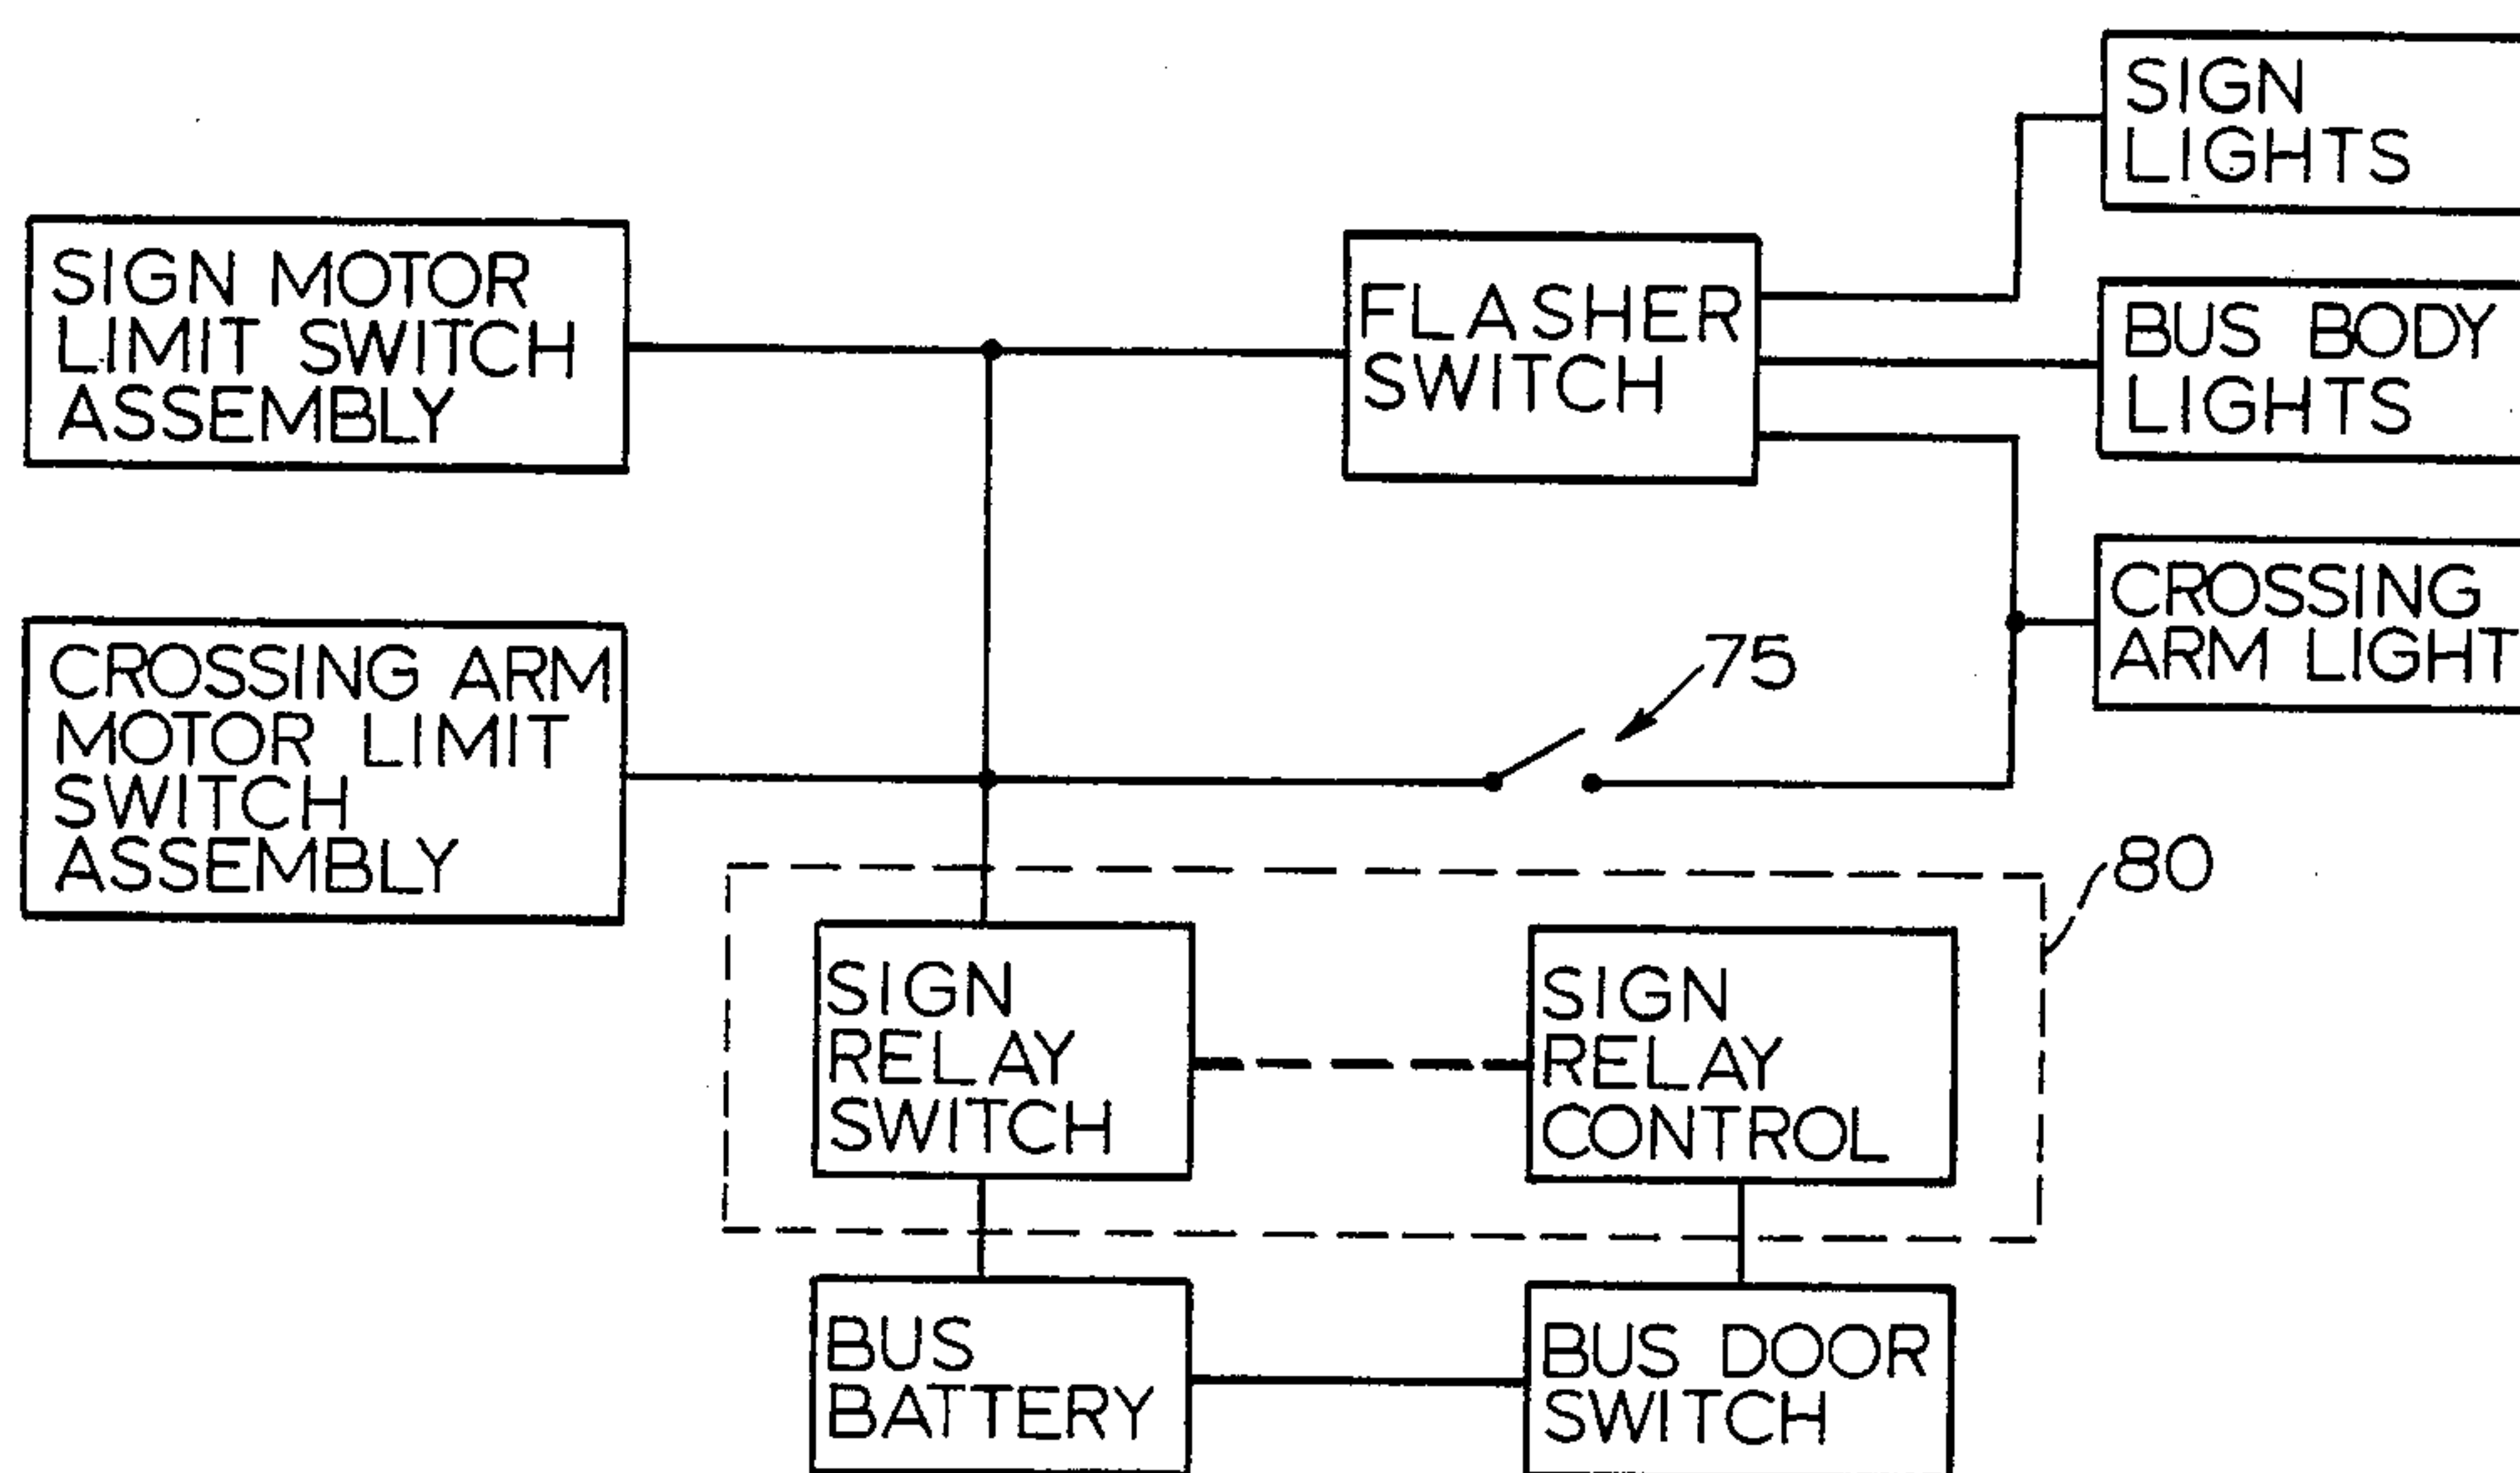 SIGN
LIGHTS
SIGN MOTOR
LIMIT SWITCH
ASSEMBLY
FLASHER
SWITCH
BUS BODY
LIGHTS
CROSSING
ARM LIGHT
CROSSING ARM
MOTOR LIMIT
SWITCH
ASSEMBLY
75
80
SIGN
RELAY
SWITCH
SIGN
RELAY
CONTROL
BUS
BATTERY
BUS DOOR
SWITCH